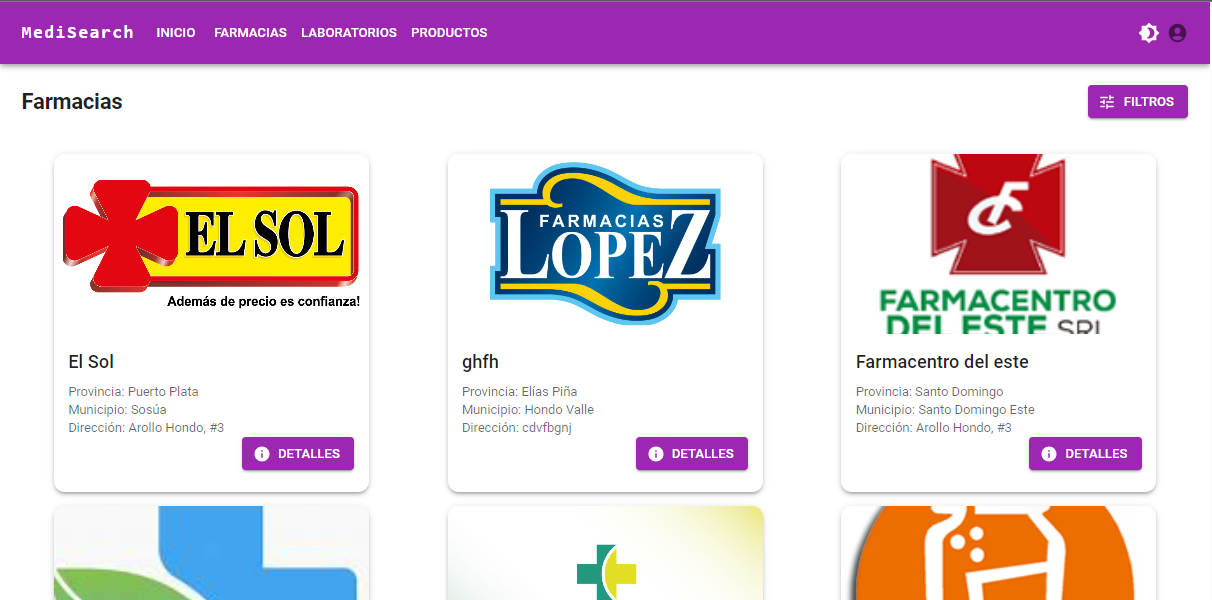 MediSearch INICIO FARMACIAS LABORATORIOS PRODUCTOS
Farmacias
FILTROS
EL SOL
Además de precio es confianza!
FARMACIAS
LOPEZ
CF
FARMACENTRO
DEL ESTE SRL
El Sol
Provincia: Puerto Plata
Municipio: Sosúa
Dirección: Arollo Hondo, #3
DETALLES
ghfh
Provincia: Elías Piña
Municipio: Hondo Valle
Dirección: cdvfbgnj
DETALLES
Farmacentro del este
Provincia: Santo Domingo
Municipio: Santo Domingo Este
Dirección: Arollo Hondo, #3
DETALLES